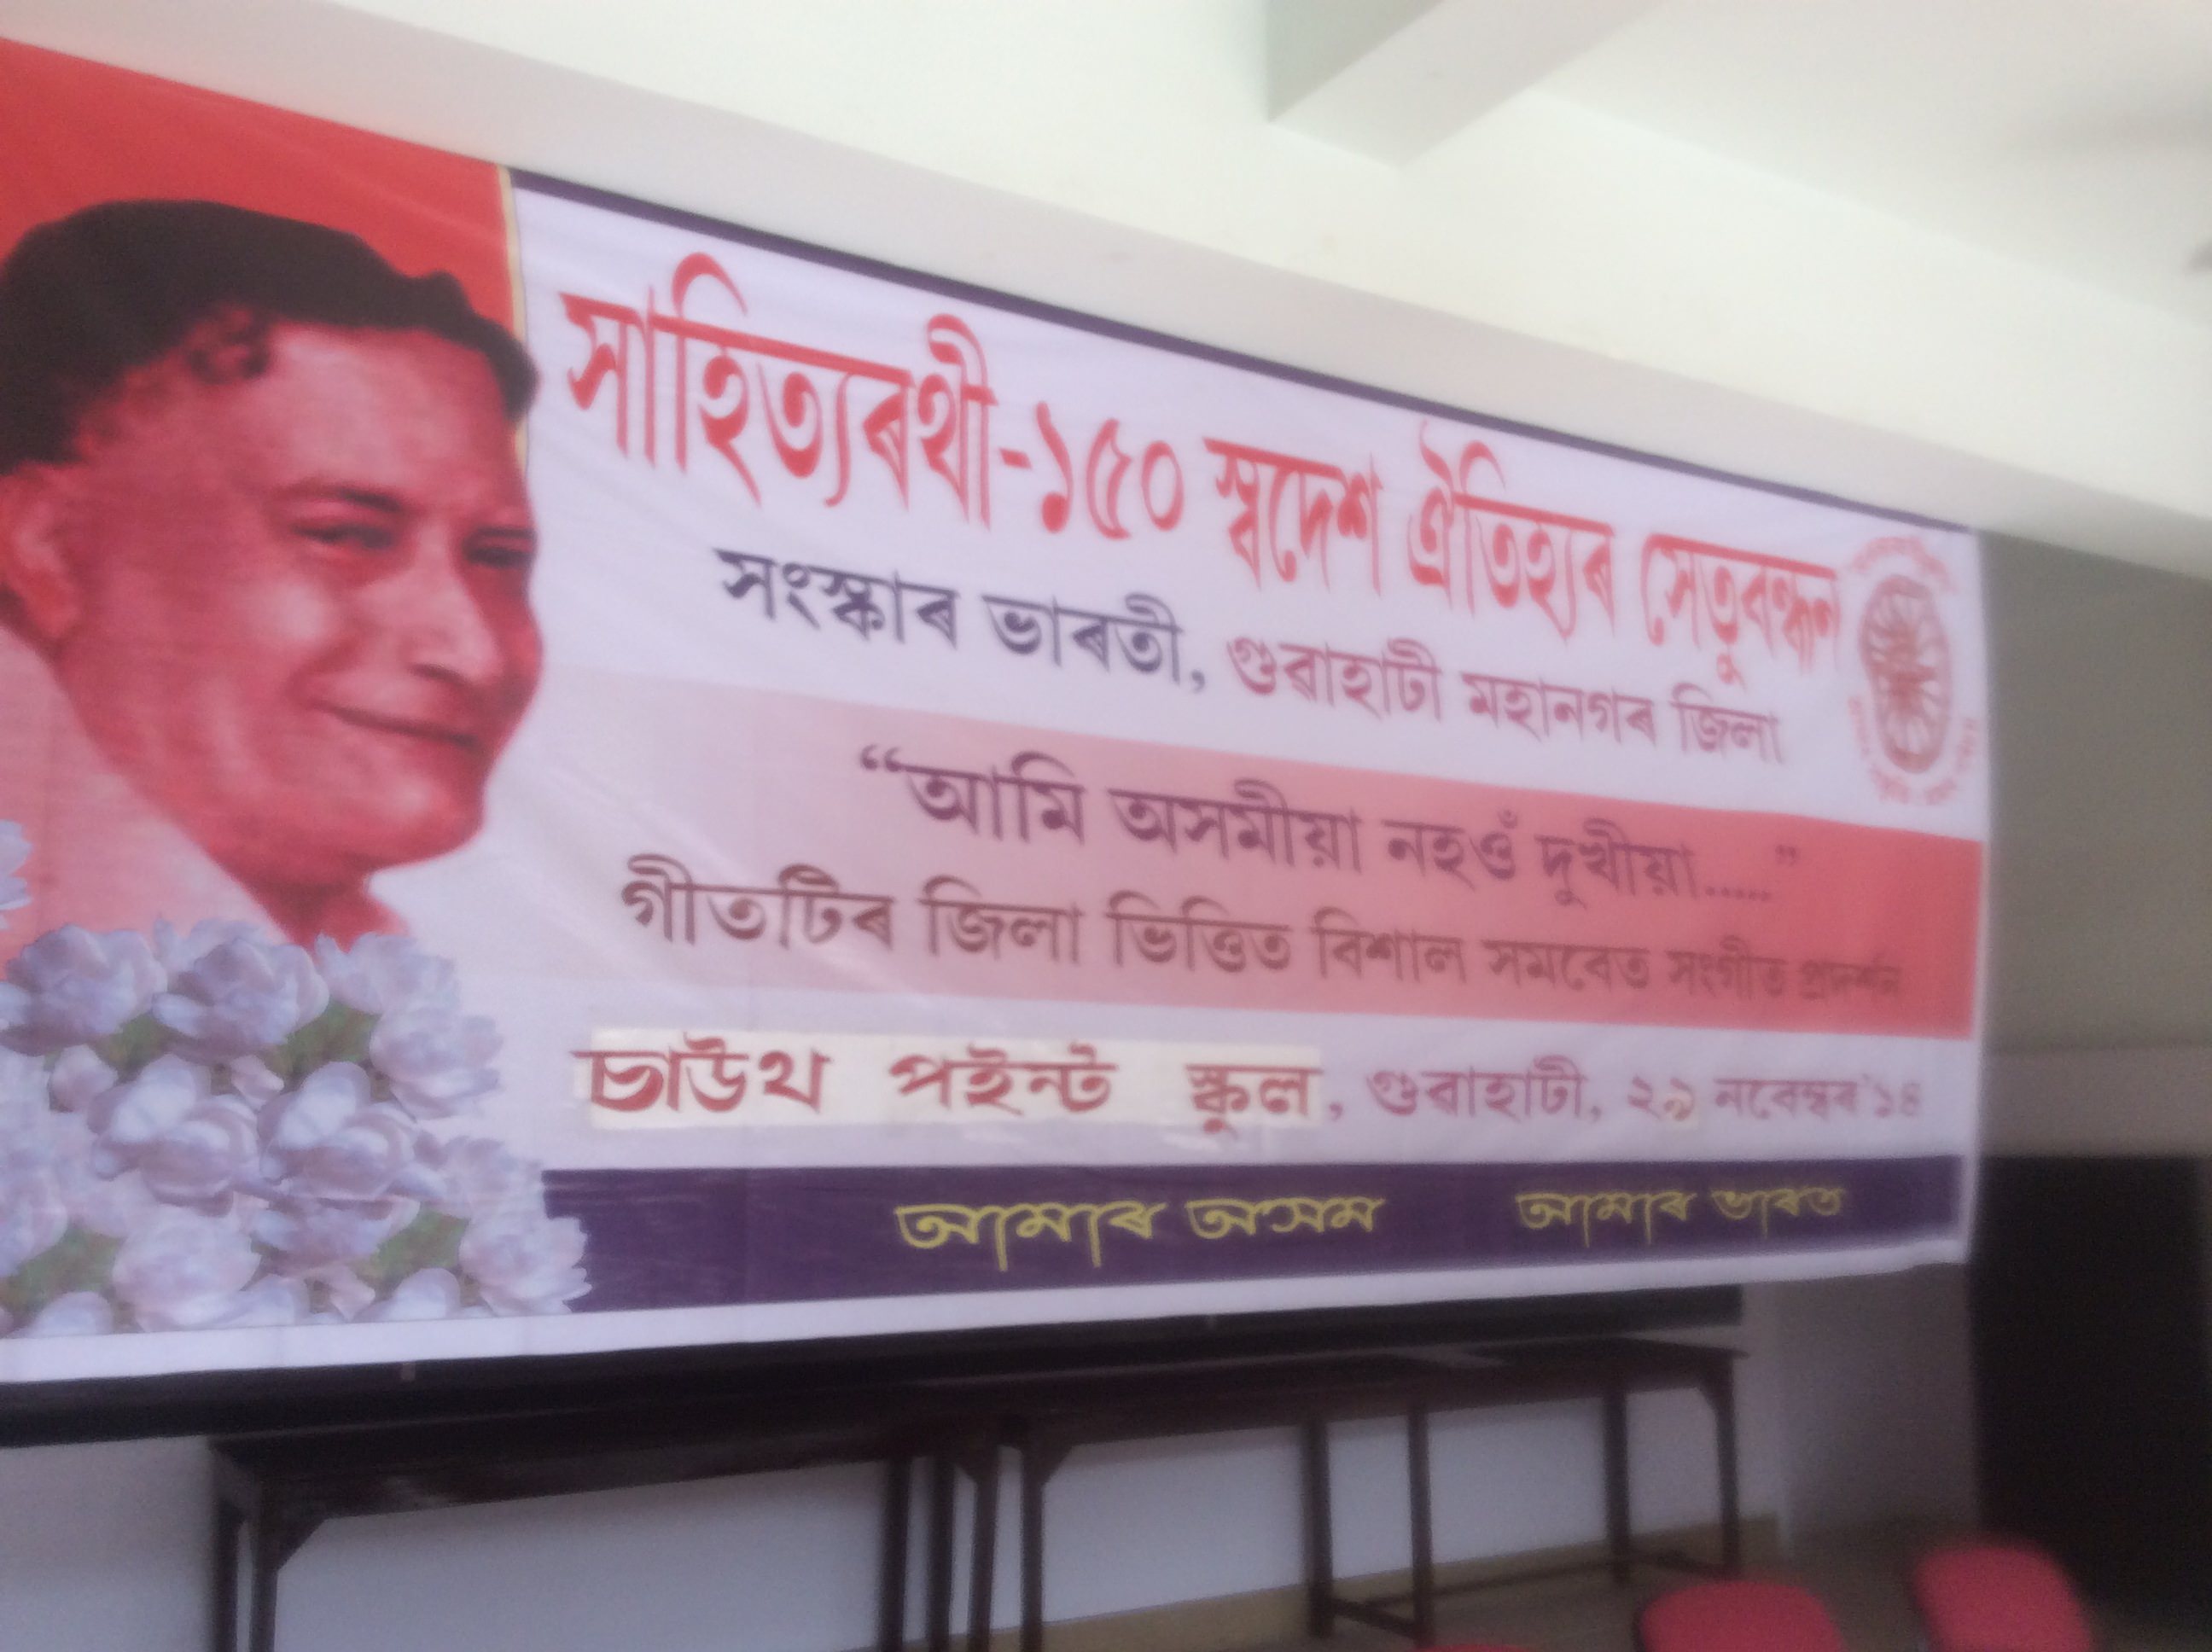 সাহিত্যৰথী-১৫০ স্বদেশ ঐতিহ্যৰ সেতুবন্ধন
সংস্কাৰ ভাৰতী, গুৱাহাটী মহানগৰ জিলা
“আমি অসমীয়া নহওঁ দুখীয়া.....”
গীতটিৰ জিলা ভিত্তিত বিশাল সমবেত সংগীত প্ৰদৰ্শন
চাউথ পইন্ট স্কুল, গুৱাহাটী, ২৯ নবেম্বৰ'১৪
আমাৰ অসম আমাৰ ভাৰত